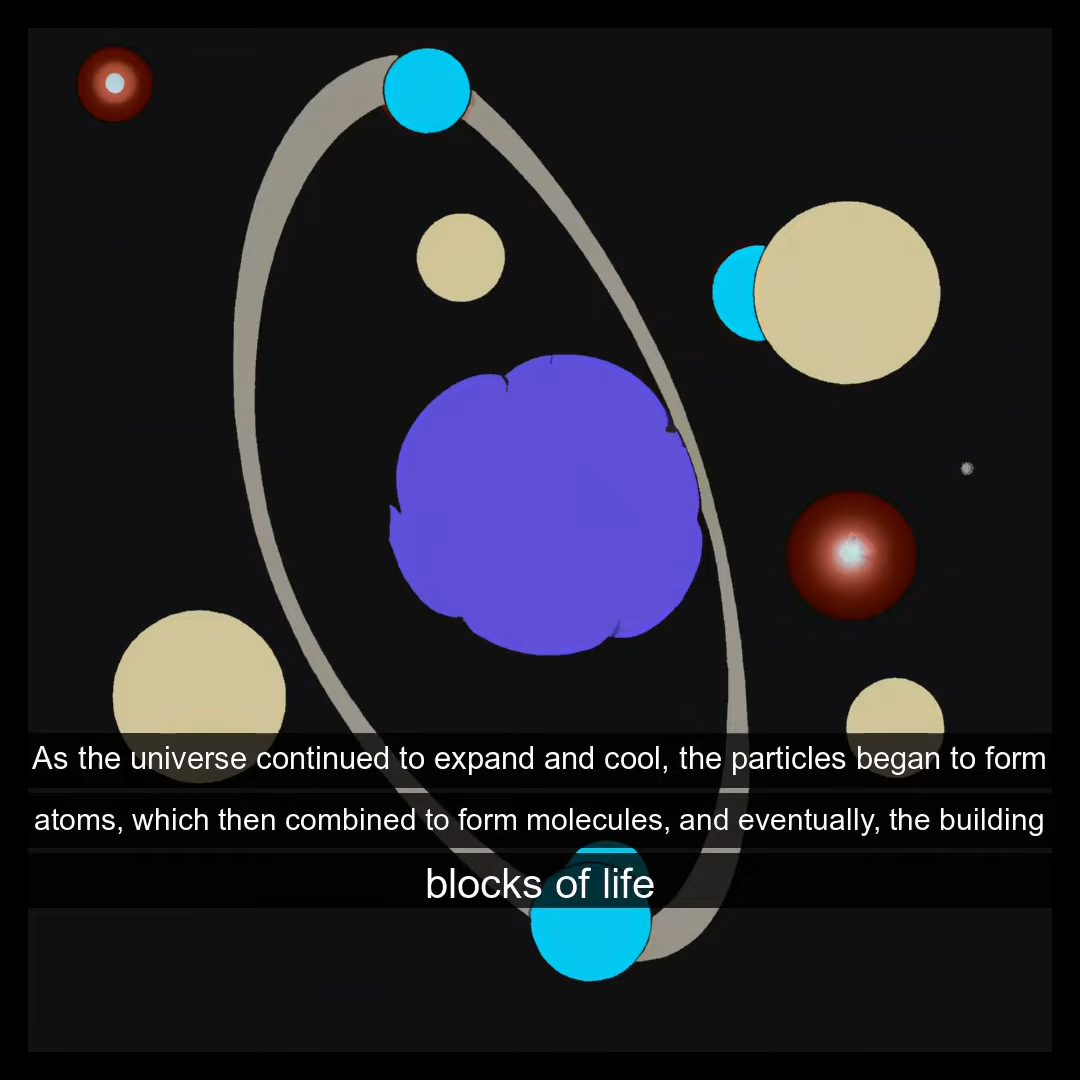 As the universe continued to expand and cool, the particles began to form
atoms, which then combined to form molecules, and eventually, the building
blocks of life